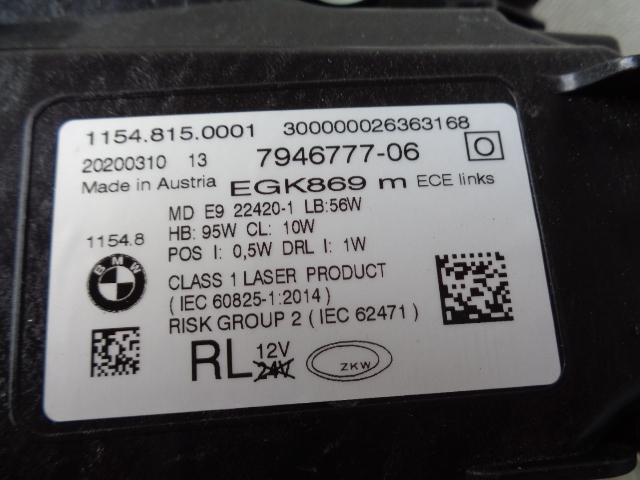 1154.815.0001 300000026363168
20200310 13 7946777-06 O
Made in Austria EGK869 m ECE links
MD E9 22420-1 LB:56W
1154.8 HB: 95W CL: 10W
POS I: 0,5W DRL I: 1W
BMW
CLASS 1 LASER PRODUCT
(IEC 60825-1:2014)
RISK GROUP 2 (IEC 62471)
RL 12V
24V
ZKW